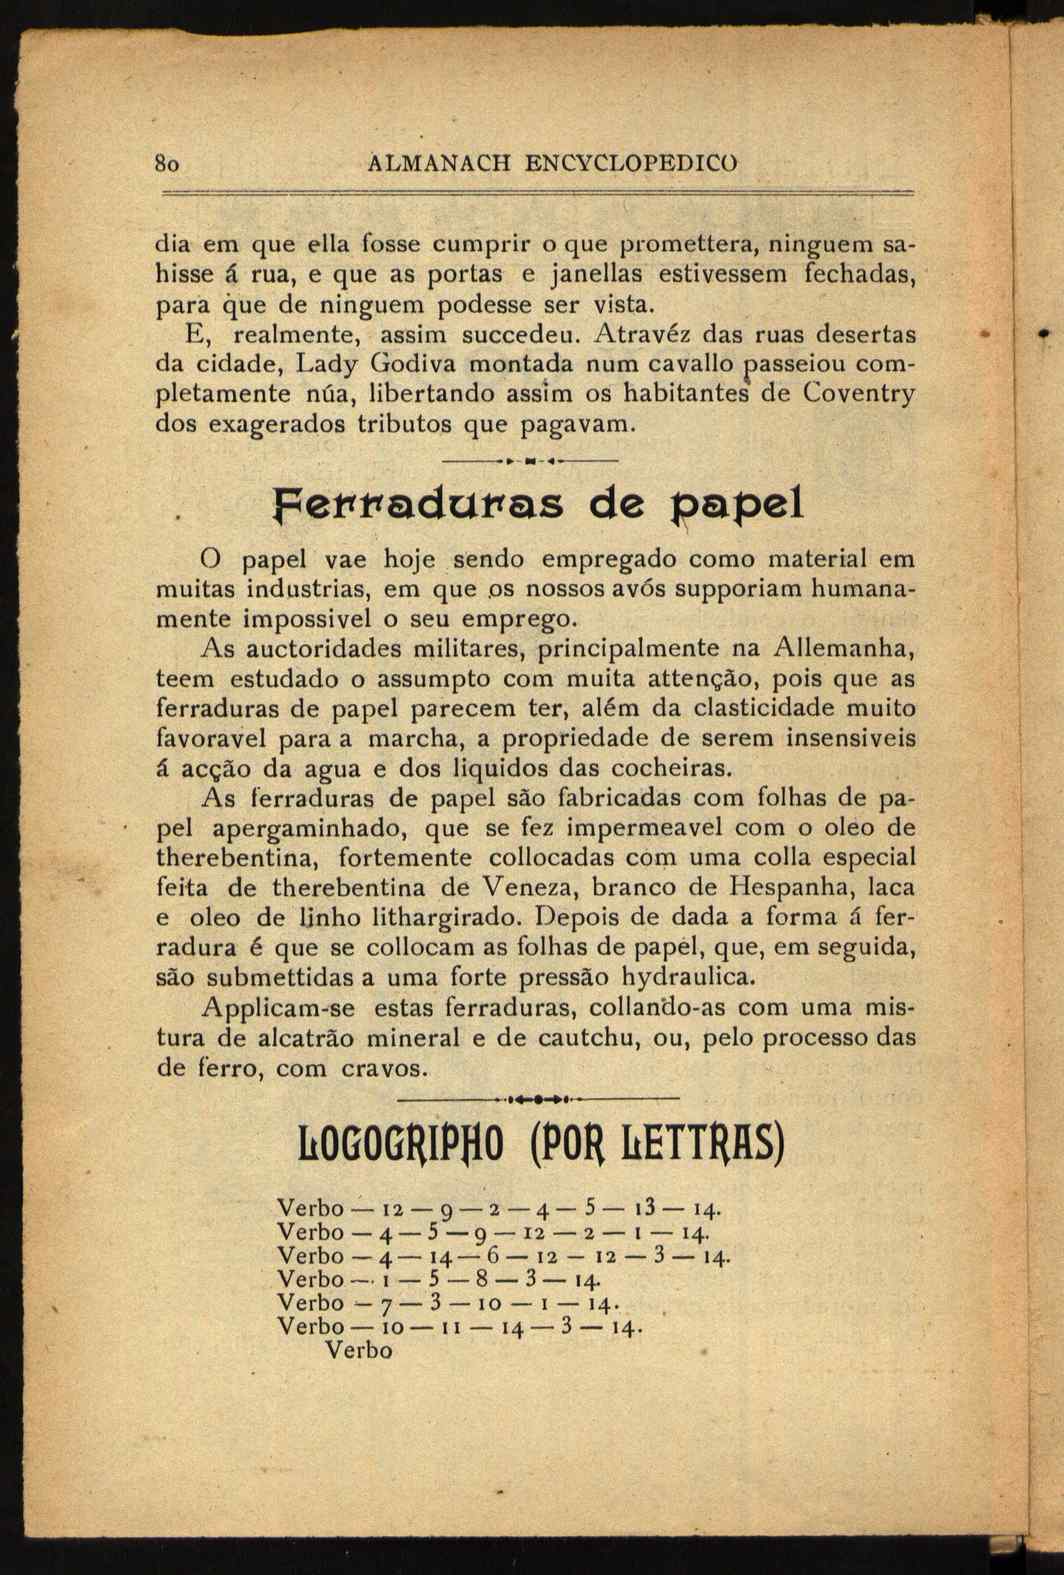 80 ALMANACH ENCYCLOPEDICO
dia em que ella fosse cumprir o que promettera, ninguem sa-
hisse á rua, e que as portas e janellas estivessem fechadas,
para que de ninguem podesse ser vista.
E, realmente, assim succedeu. Atravéz das ruas desertas
da cidade, Lady Godiva montada num cavallo passeiou com-
pletamente núa, libertando assim os habitantes de Coventry
dos exagerados tributos que pagavam.
Ferraduras de papel
O papel vae hoje sendo empregado como material em
muitas industrias, em que os nossos avós supporiam humana-
mente impossivel o seu emprego.
As auctoridades militares, principalmente na Allemanha,
teem estudado o assumpto com muita attenção, pois que as
ferraduras de papel parecem ter, além da clasticidade muito
favoravel para a marcha, a propriedade de serem insensiveis
á acção da agua e dos liquidos das cocheiras.
As ferraduras de papel são fabricadas com folhas de pa-
pel apergaminhado, que se fez impermeavel com o oleo de
therebentina, fortemente collocadas com uma colla especial
feita de therebentina de Veneza, branco de Hespanha, laca
e oleo de linho lithargirado. Depois de dada a forma á fer-
radura é que se collocam as folhas de papel, que, em seguida,
são submettidas a uma forte pressão hydraulica.
Applicam-se estas ferraduras, collando-as com uma mis-
tura de alcatrão mineral e de cautchu, ou, pelo processo das
de ferro, com cravos.
LOGOGRIPHO (POR LETTRAS)
Verbo — 12 — 9 — 2 — 4 — 5 — 13 — 14.
Verbo — 4 — 5 — 9 — 12 — 2 — 1 — 14.
Verbo — 4 — 14 — 6 — 12 — 12 — 3 — 14.
Verbo — 1 — 5 — 8 — 3 — 14.
Verbo — 7 — 3 — 10 — 1 — 14.
Verbo — 10 — 11 — 14 — 3 — 14.
Verbo